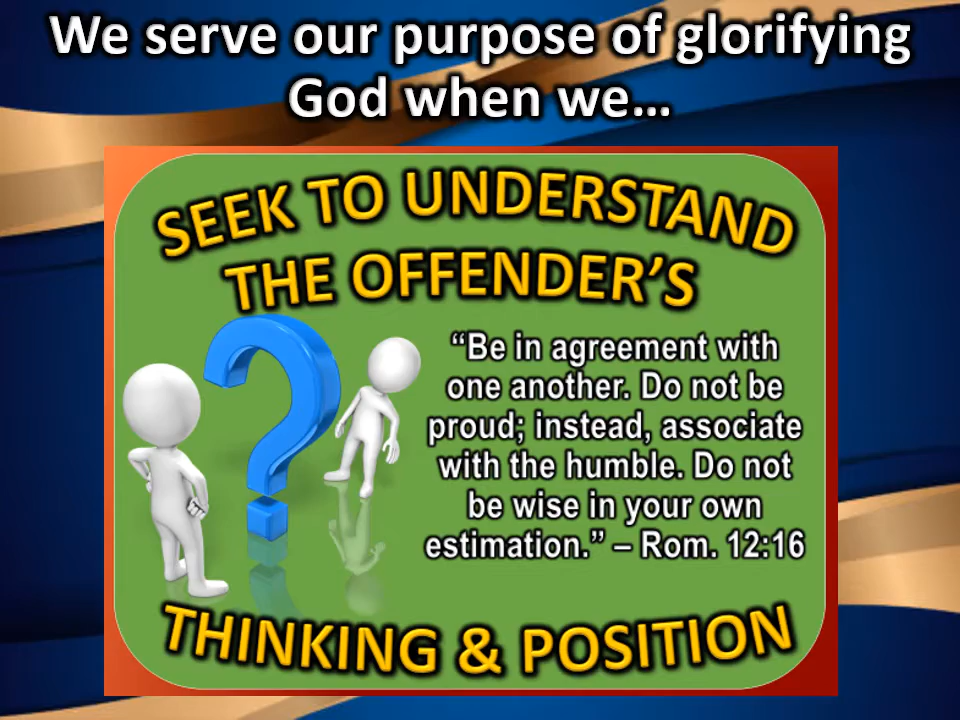 We serve our purpose of glorifying
God when we…
SEEK TO UNDERSTAND
THE OFFENDER’S
“Be in agreement with
one another. Do not be
proud; instead, associate
with the humble. Do not
be wise in your own
estimation.” – Rom. 12:16
THINKING & POSITION